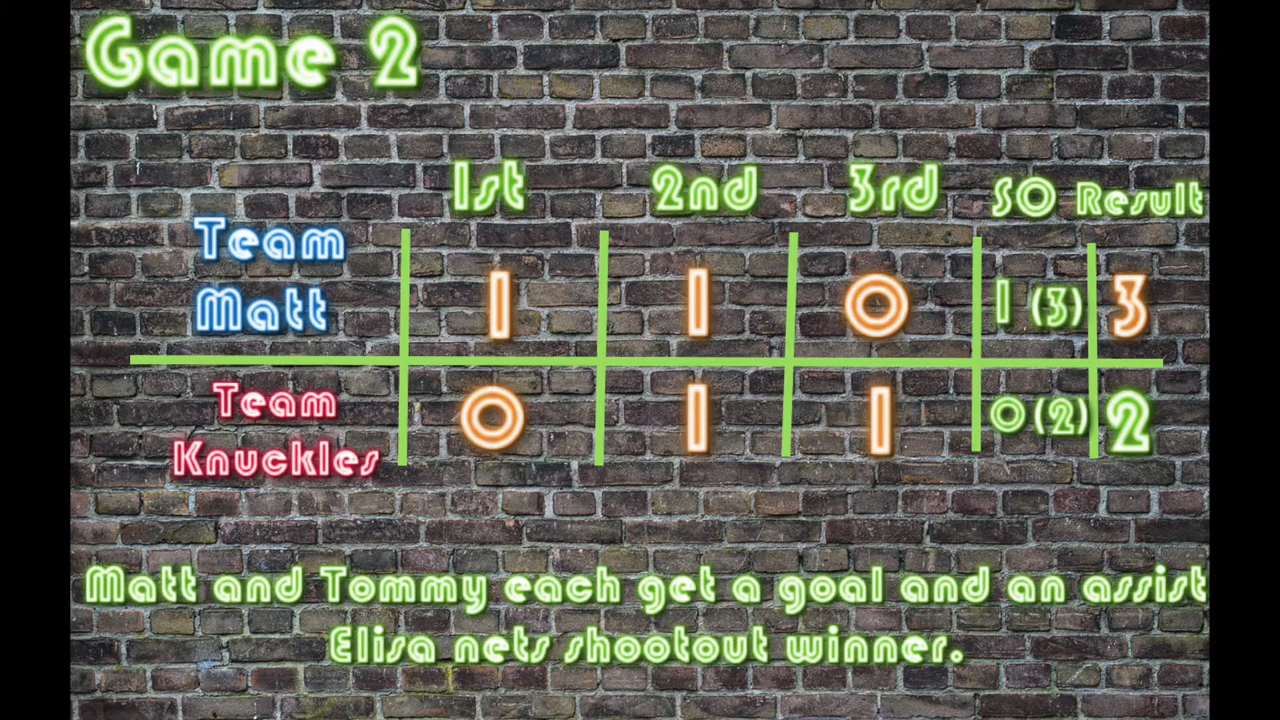 Game 2
1st 2nd 3rd SO Result
Team
Matt
1 1 0 1 (3) 3
Team
Knuckles
0 1 1 0 (2) 2
Matt and Tommy each get a goal and an assist
Elisa nets shootout winner.